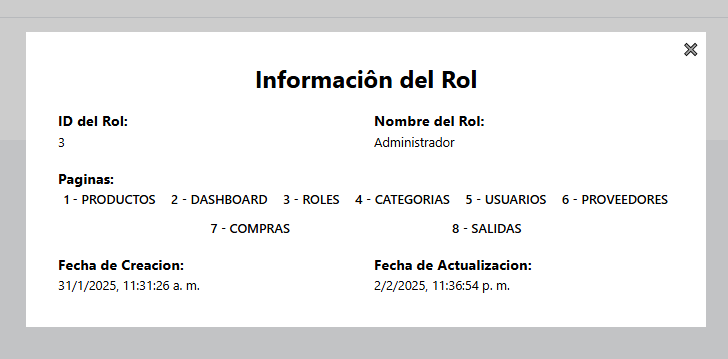 Informaciôn del Rol
ID del Rol:
3
Nombre del Rol:
Administrador
Paginas:
1 - PRODUCTOS 2 - DASHBOARD 3 - ROLES 4 - CATEGORIAS 5 - USUARIOS 6 - PROVEEDORES
7 - COMPRAS 8 - SALIDAS
Fecha de Creacion:
31/1/2025, 11:31:26 a. m.
Fecha de Actualizacion:
2/2/2025, 11:36:54 p. m.